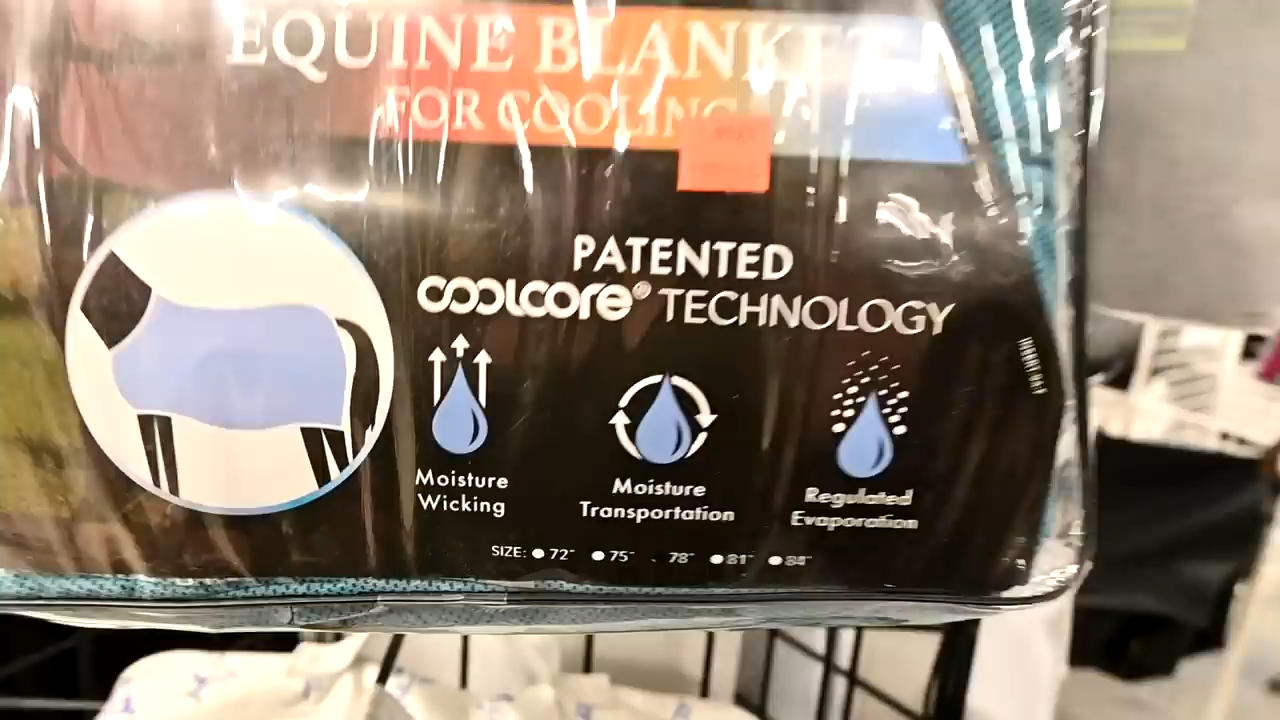 EQUINE BLANKET
FOR COOLING
PATENTED
coolcore® TECHNOLOGY
Moisture
Wicking
Moisture
Transportation
Regulated
Evaporation
SIZE: 72" 75" 78" 81" 84"